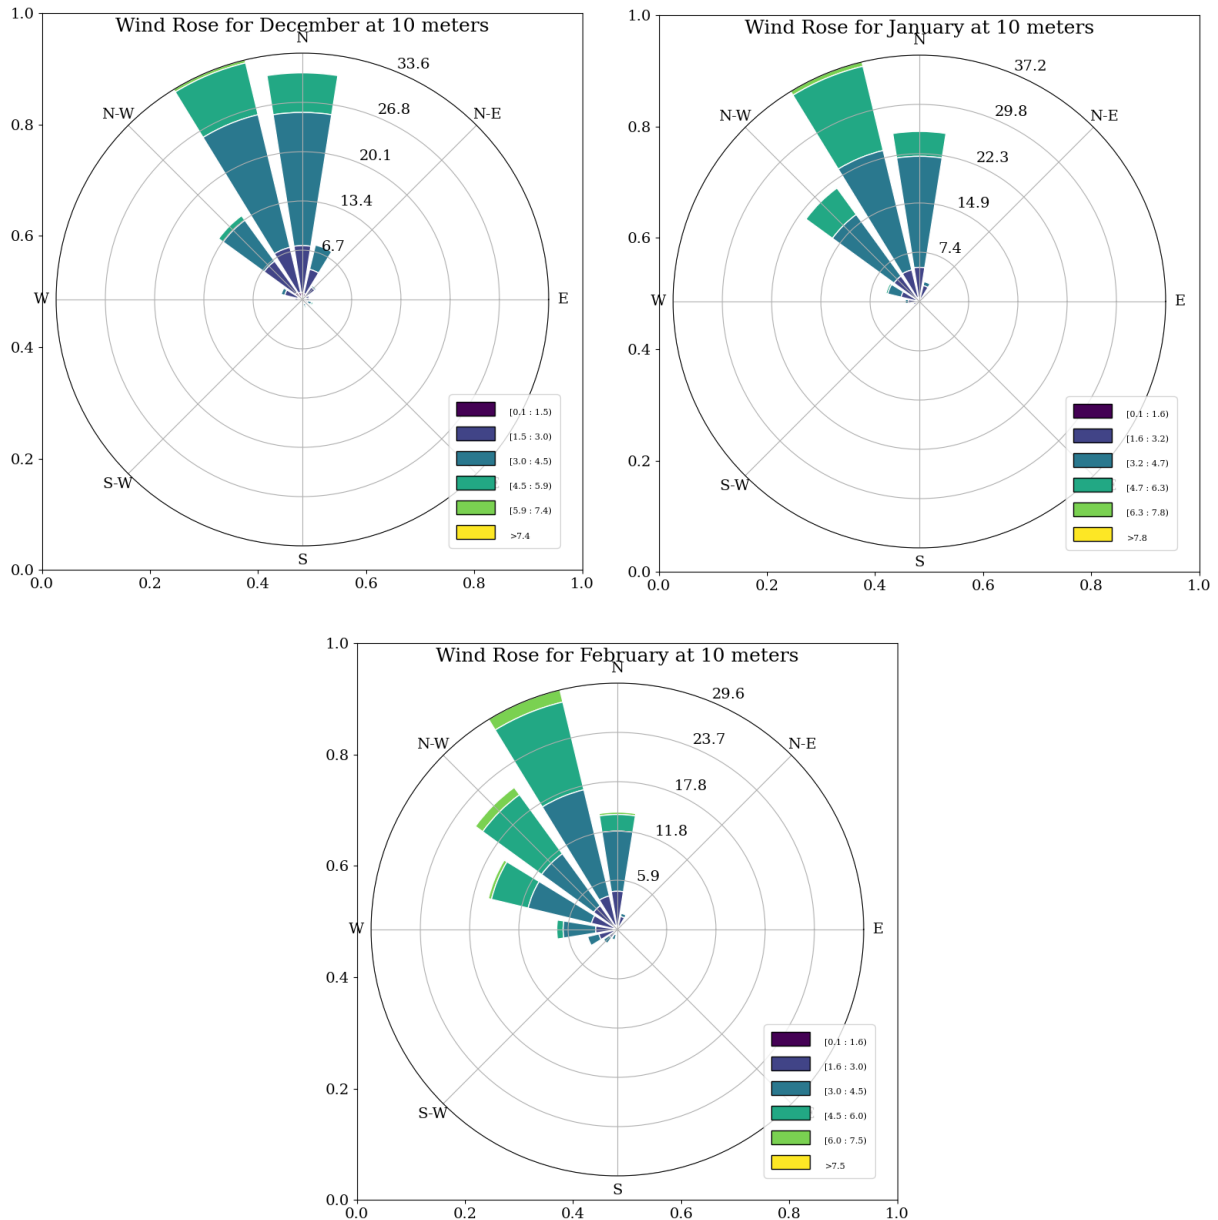 Wind Rose for December at 10 meters
N
33.6
26.8
20.1
13.4
6.7
N-W
N-E
W
E
S-W
S
[0.1 : 1.5)
[1.5 : 3.0)
[3.0 : 4.5)
[4.5 : 5.9)
[5.9 : 7.4)
>7.4
1.0
0.8
0.6
0.4
0.2
0.0
0.0 0.2 0.4 0.6 0.8 1.0
Wind Rose for January at 10 meters
N
37.2
29.8
22.3
14.9
7.4
N-W
N-E
W
E
S-W
S
[0.1 : 1.6)
[1.6 : 3.2)
[3.2 : 4.7)
[4.7 : 6.3)
[6.3 : 7.8)
>7.8
1.0
0.8
0.6
0.4
0.2
0.0
0.0 0.2 0.4 0.6 0.8 1.0
Wind Rose for February at 10 meters
N
29.6
23.7
17.8
11.8
5.9
N-W
N-E
W
E
S-W
S
[0.1 : 1.6)
[1.6 : 3.0)
[3.0 : 4.5)
[4.5 : 6.0)
[6.0 : 7.5)
>7.5
1.0
0.8
0.6
0.4
0.2
0.0
0.0 0.2 0.4 0.6 0.8 1.0